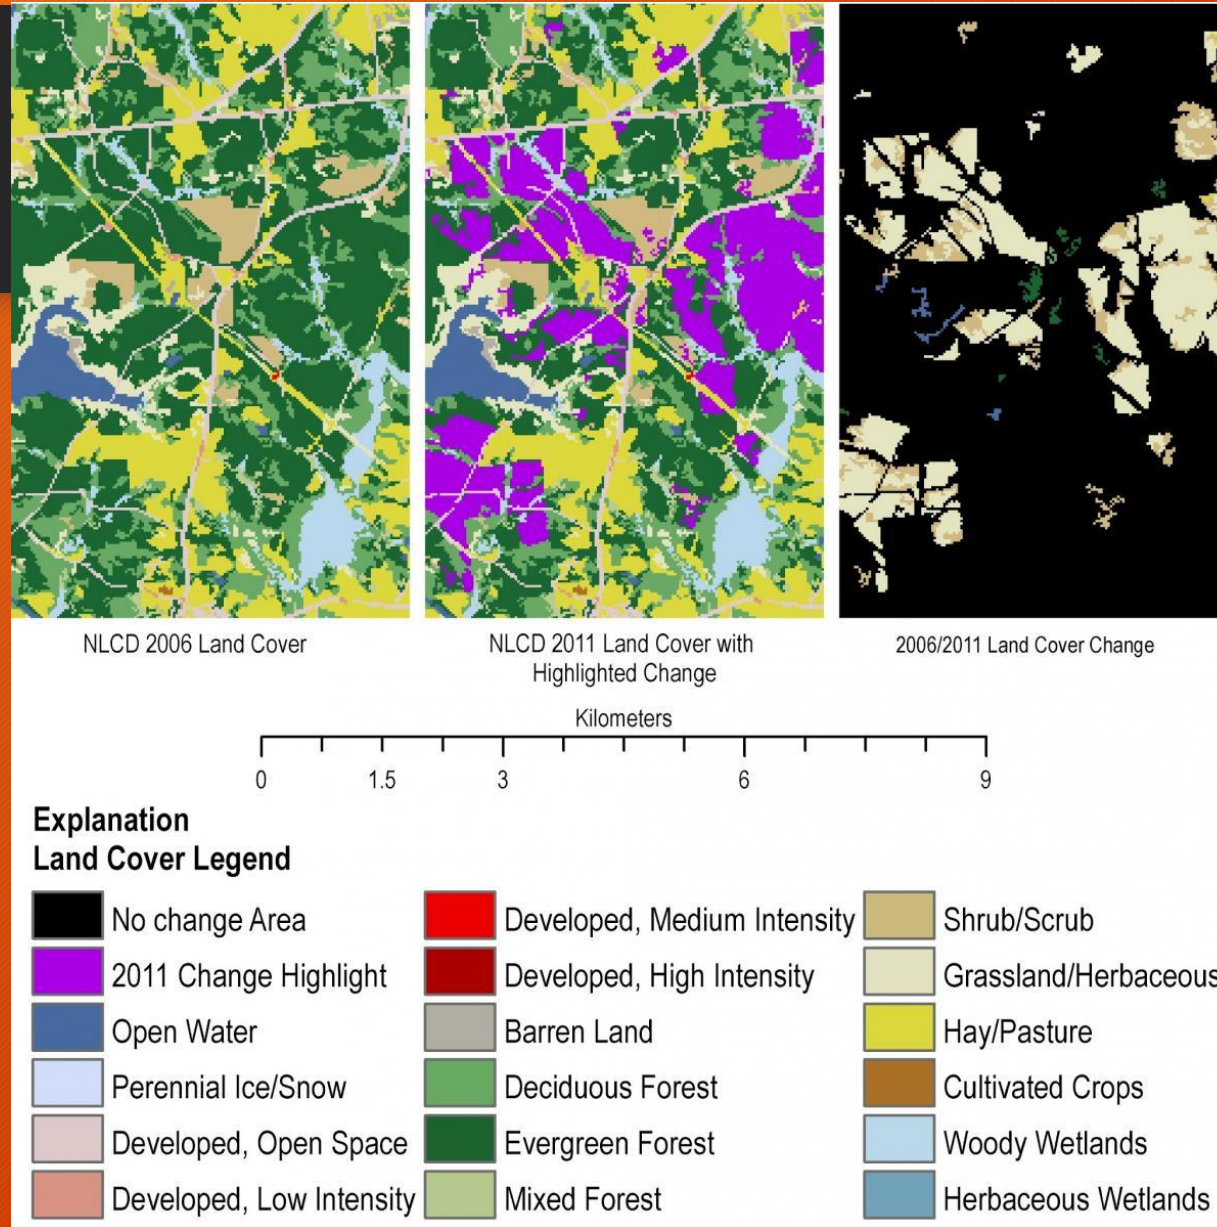 NLCD 2006 Land Cover
NLCD 2011 Land Cover with
Highlighted Change
2006/2011 Land Cover Change
Kilometers
0 1.5 3 6 9
Explanation
Land Cover Legend
No change Area
2011 Change Highlight
Open Water
Perennial Ice/Snow
Developed, Open Space
Developed, Low Intensity
Developed, Medium Intensity
Developed, High Intensity
Barren Land
Deciduous Forest
Evergreen Forest
Mixed Forest
Shrub/Scrub
Grassland/Herbaceous
Hay/Pasture
Cultivated Crops
Woody Wetlands
Herbaceous Wetlands